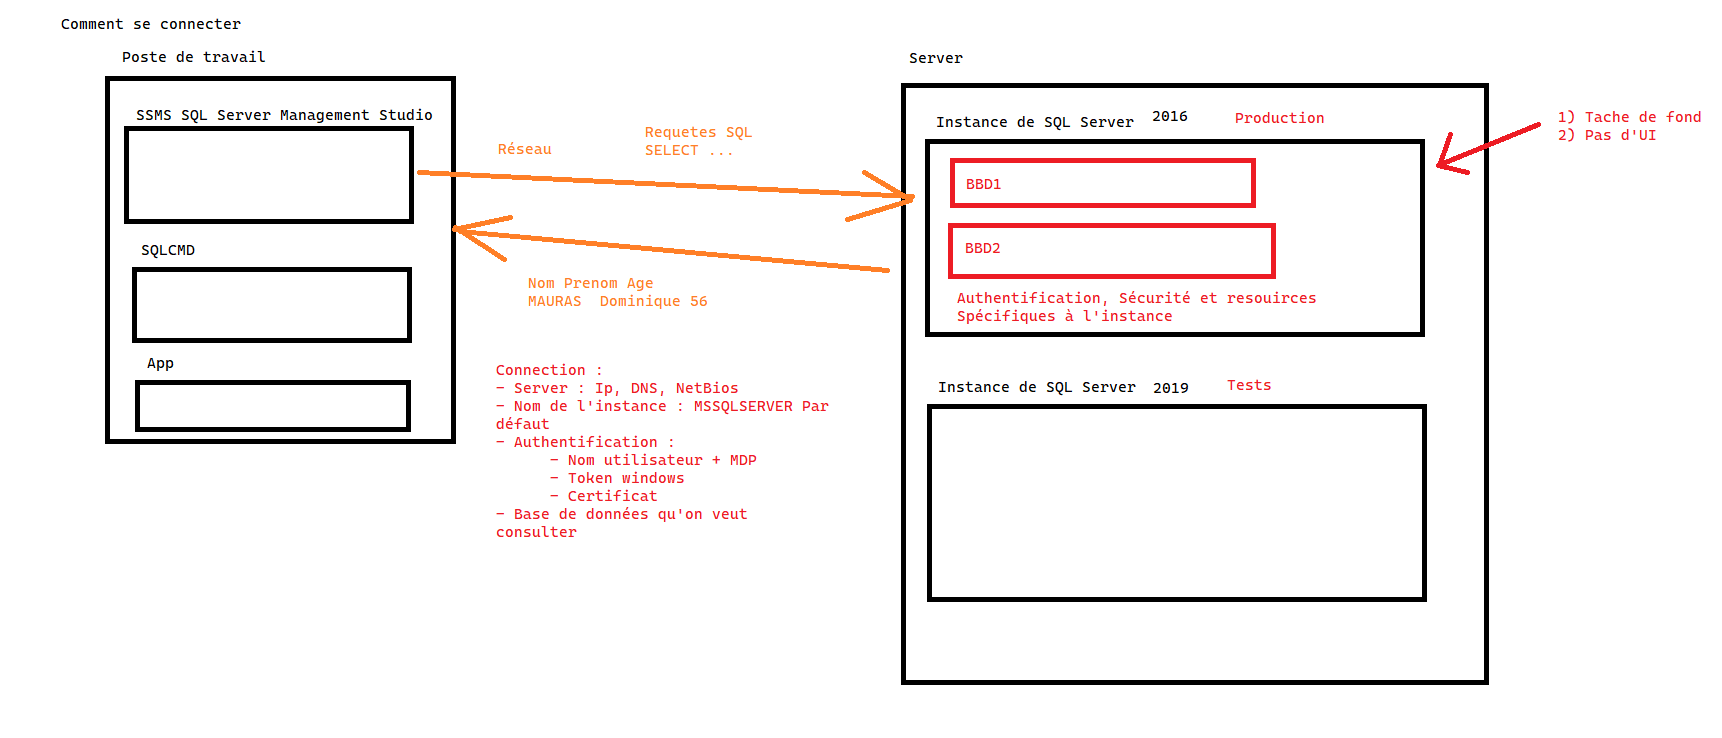 Comment se connecter
Poste de travail
SSMS SQL Server Management Studio
SQLCMD
App
Réseau
Requetes SQL
SELECT ...
Nom Prenom Age
MAURAS  Dominique 56
Connection :
- Server : Ip, DNS, NetBios
- Nom de l'instance : MSSQLSERVER Par
défaut
- Authentification :
- Nom utilisateur + MDP
- Token windows
- Certificat
- Base de données qu'on veut
consulter
Server
Instance de SQL Server 2016 Production
BBD1
BBD2
Authentification, Sécurité et resouirces
Spécifiques à l'instance
Instance de SQL Server 2019 Tests
1) Tache de fond
2) Pas d'UI